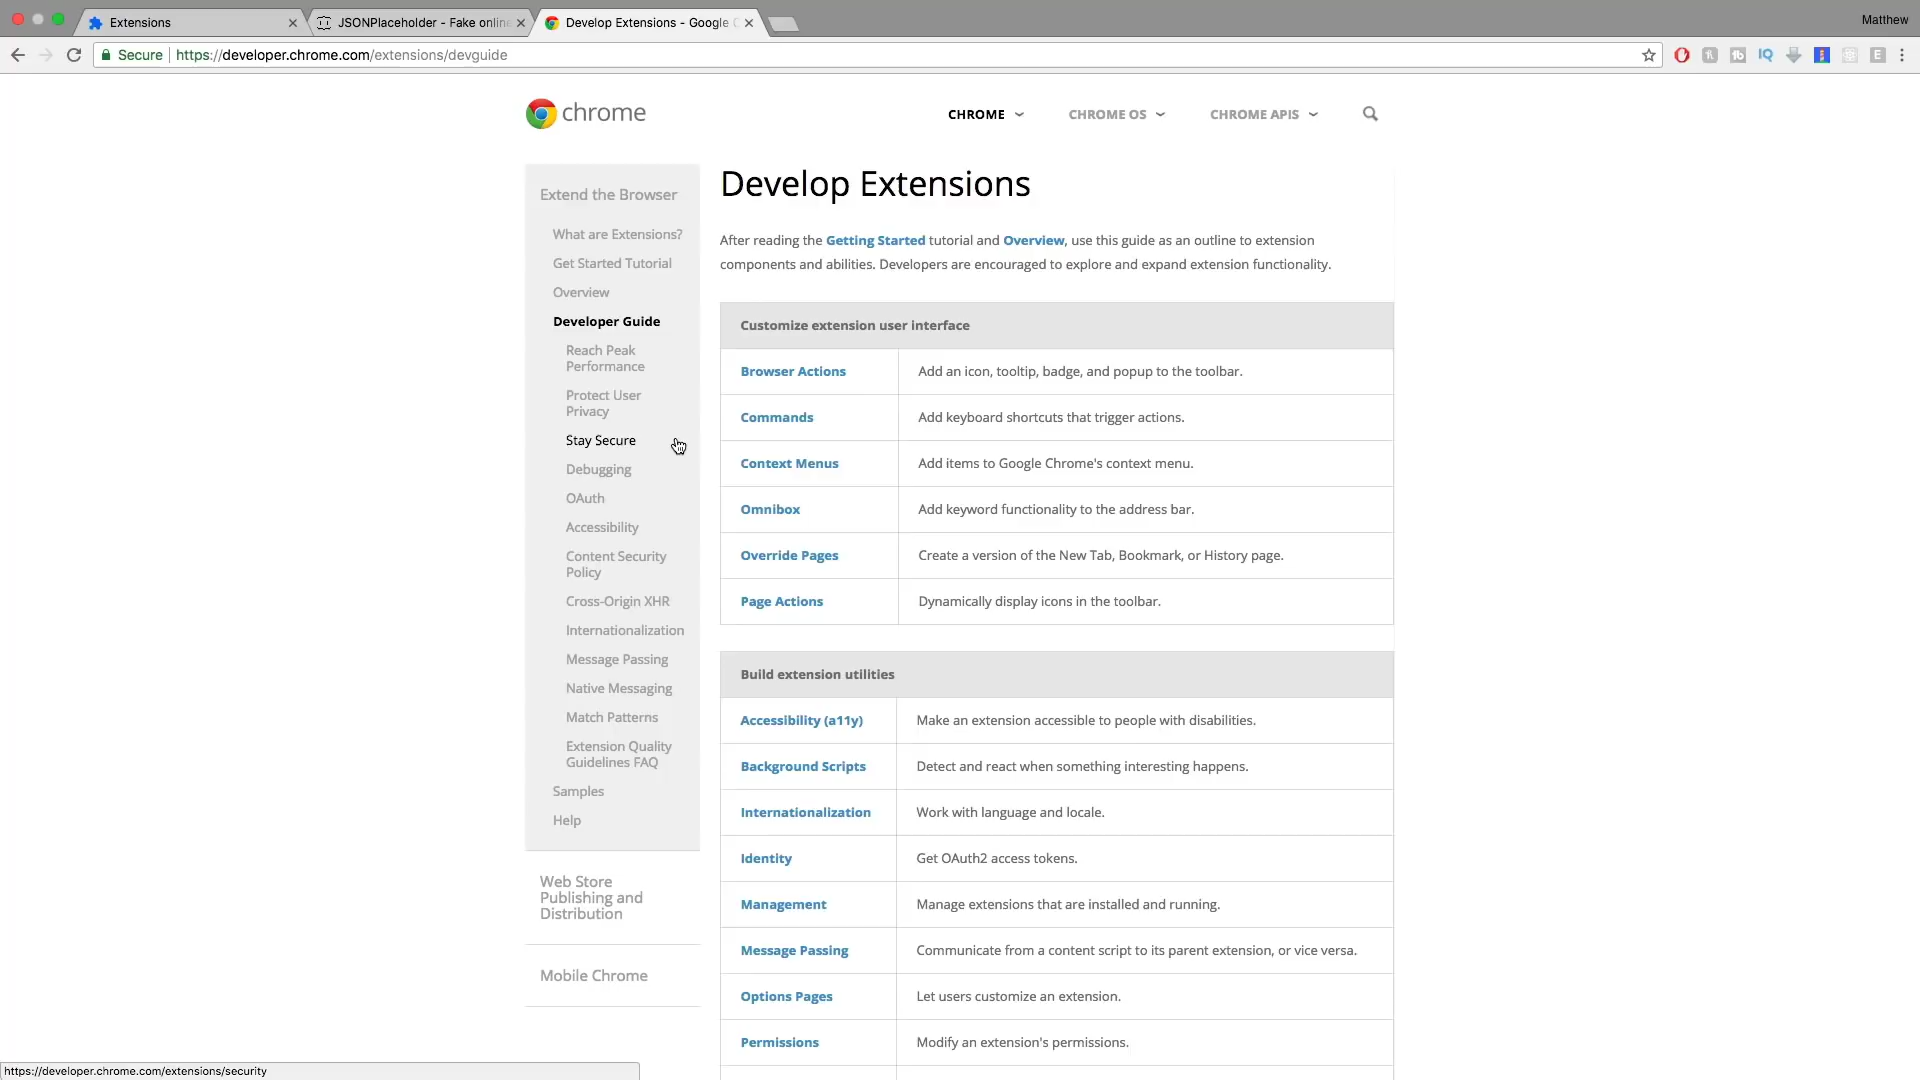 Extensions
JSONPlaceholder - Fake online
Develop Extensions - Google C
Matthew
Secure
https://developer.chrome.com/extensions/devguide
IQ
E
chrome
CHROME
CHROME OS
CHROME APIS
Extend the Browser
What are Extensions?
Get Started Tutorial
Overview
Developer Guide
Reach Peak
Performance
Protect User
Privacy
Stay Secure
Debugging
OAuth
Accessibility
Content Security
Policy
Cross-Origin XHR
Internationalization
Message Passing
Native Messaging
Match Patterns
Extension Quality
Guidelines FAQ
Samples
Help
Web Store
Publishing and
Distribution
Mobile Chrome
Develop Extensions
After reading the Getting Started tutorial and Overview, use this guide as an outline to extension
components and abilities. Developers are encouraged to explore and expand extension functionality.
Customize extension user interface
Browser Actions Add an icon, tooltip, badge, and popup to the toolbar.
Commands Add keyboard shortcuts that trigger actions.
Context Menus Add items to Google Chrome's context menu.
Omnibox Add keyword functionality to the address bar.
Override Pages Create a version of the New Tab, Bookmark, or History page.
Page Actions Dynamically display icons in the toolbar.
Build extension utilities
Accessibility (a11y) Make an extension accessible to people with disabilities.
Background Scripts Detect and react when something interesting happens.
Internationalization Work with language and locale.
Identity Get OAuth2 access tokens.
Management Manage extensions that are installed and running.
Message Passing Communicate from a content script to its parent extension, or vice versa.
Options Pages Let users customize an extension.
Permissions Modify an extension's permissions.
https://developer.chrome.com/extensions/security